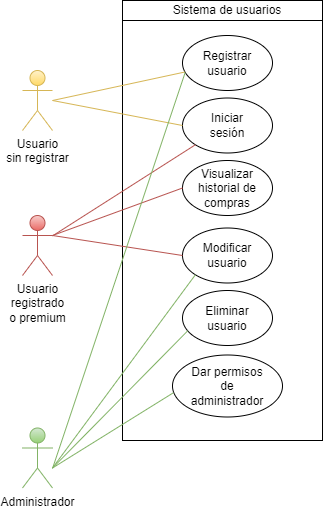 Sistema de usuarios
Registrar
usuario
Usuario
sin registrar
Iniciar
sesión
Visualizar
historial de
compras
Usuario
registrado
o premium
Modificar
usuario
Eliminar
usuario
Dar permisos
de
administrador
Administrador